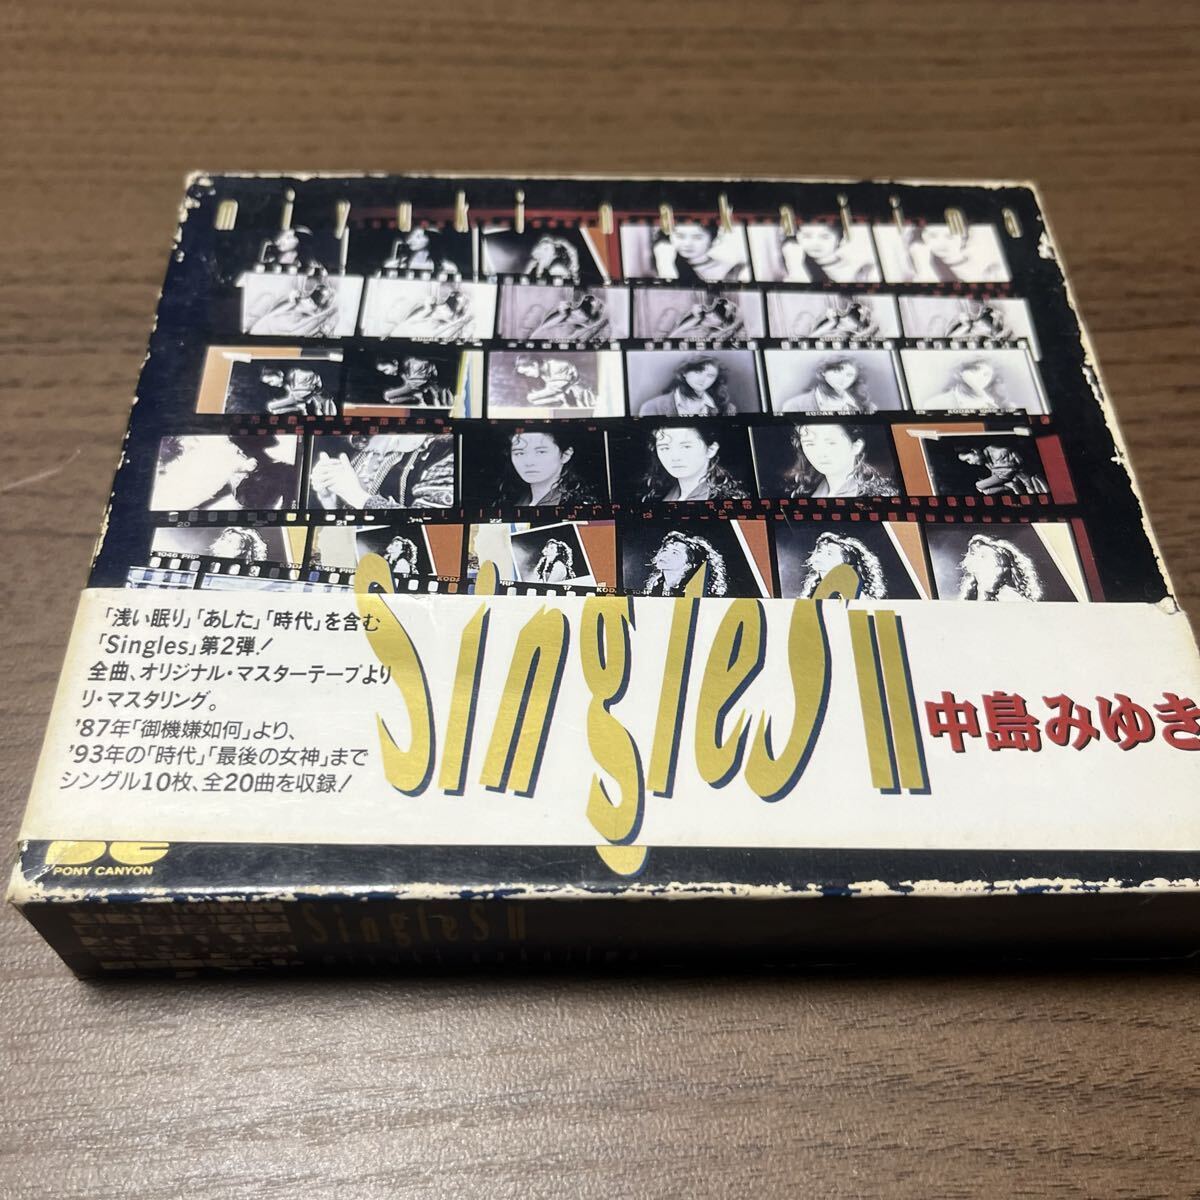 miyuki nakajima
「浅い眠り」「あした」「時代」を含む
「Singles」第2弾!
全曲、オリジナル・マスターテープより
リ・マスタリング。
'87年「御機嫌如何」より、
'93年の「時代」「最後の女神」まで
シングル10枚、全20曲を収録!
SingleS II
中島みゆき
PONY CANYON
SingleS II